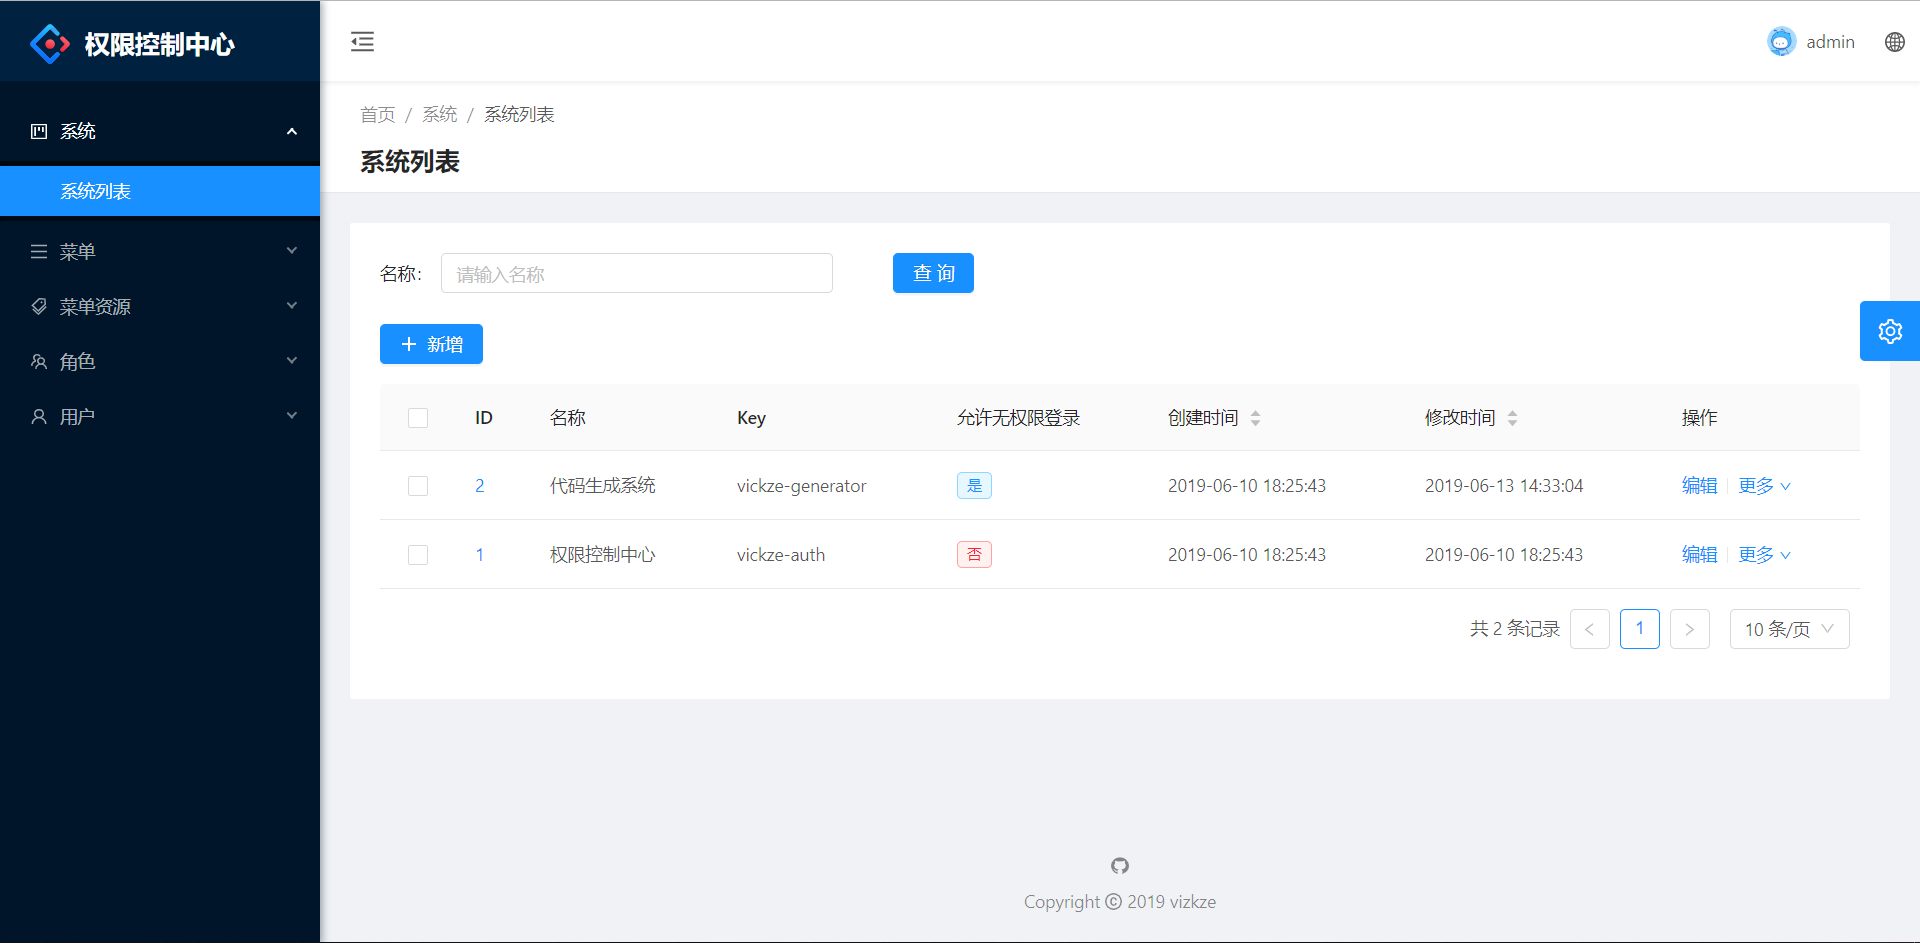 权限控制中心
admin
系统
系统列表
菜单
菜单资源
角色
用户
首页 / 系统 / 系统列表
系统列表
名称: 请输入名称 查 询
新增
ID 名称 Key 允许无权限登录 创建时间 修改时间 操作
2 代码生成系统 vickze-generator 是 2019-06-10 18:25:43 2019-06-13 14:33:04 编辑 更多
1 权限控制中心 vickze-auth 否 2019-06-10 18:25:43 2019-06-10 18:25:43 编辑 更多
共 2 条记录 < 1 > 10 条/页
Copyright © 2019 vizkze